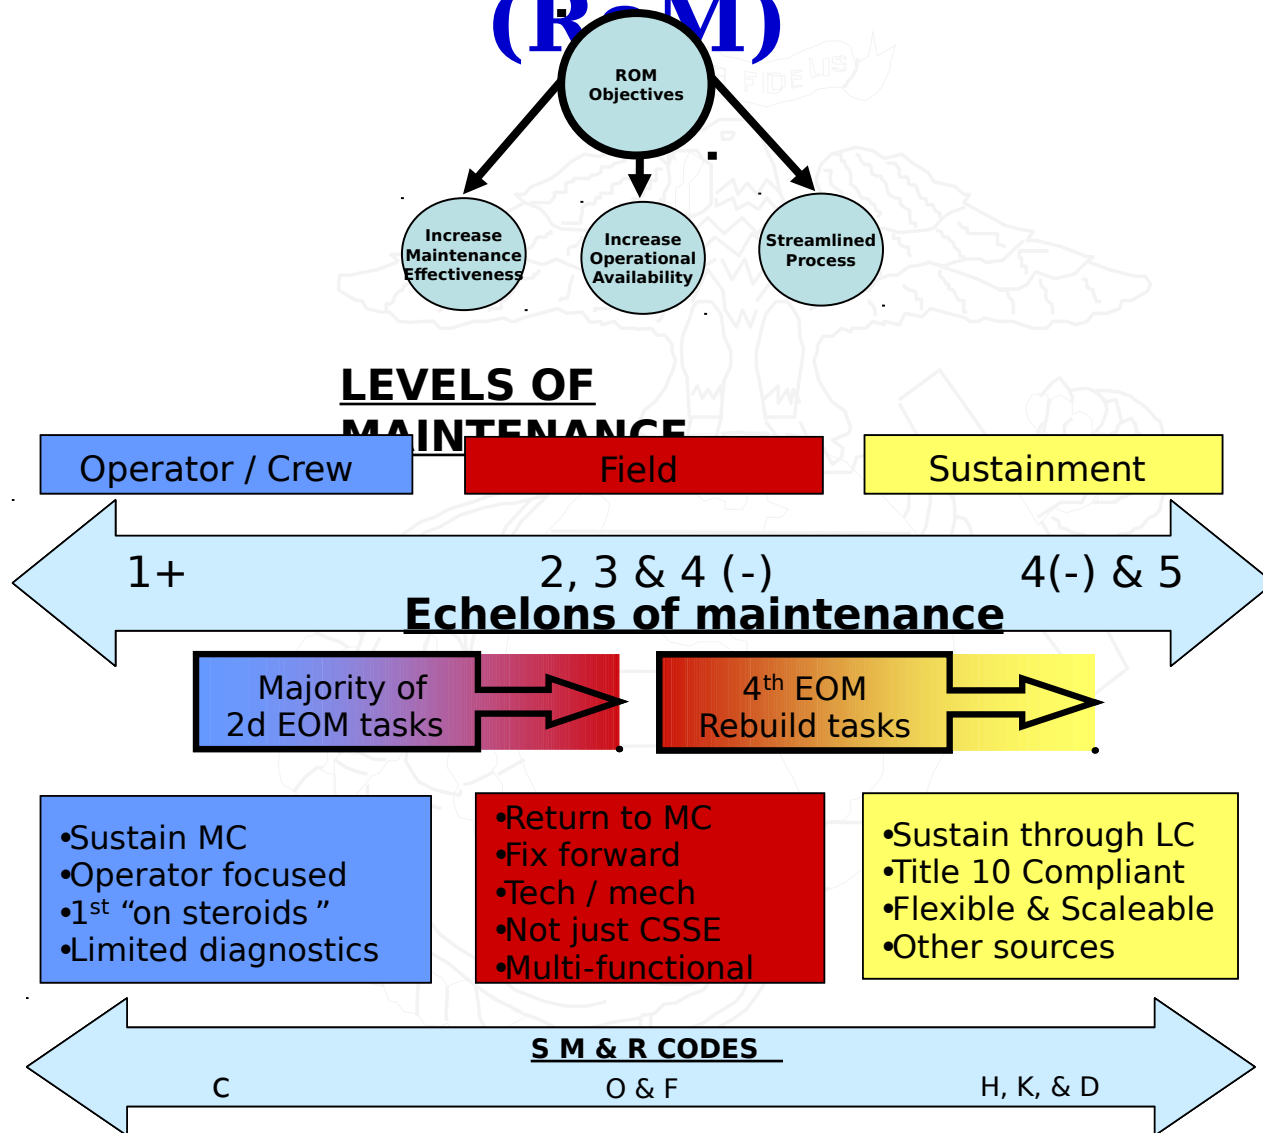 (RoM)
FIDELIS
ROM
Objectives
Increase
Maintenance
Effectiveness
Increase
Operational
Availability
Streamlined
Process
LEVELS OF
MAINTENANCE
Operator / Crew
Field
Sustainment
1+
2, 3 & 4 (-)
4(-) & 5
Echelons of maintenance
Majority of
2d EOM tasks
4th EOM
Rebuild tasks
•Sustain MC
•Operator focused
•1st “on steroids ”
•Limited diagnostics
•Return to MC
•Fix forward
•Tech / mech
•Not just CSSE
•Multi-functional
•Sustain through LC
•Title 10 Compliant
•Flexible & Scaleable
•Other sources
S M & R CODES
c
O & F
H, K, & D